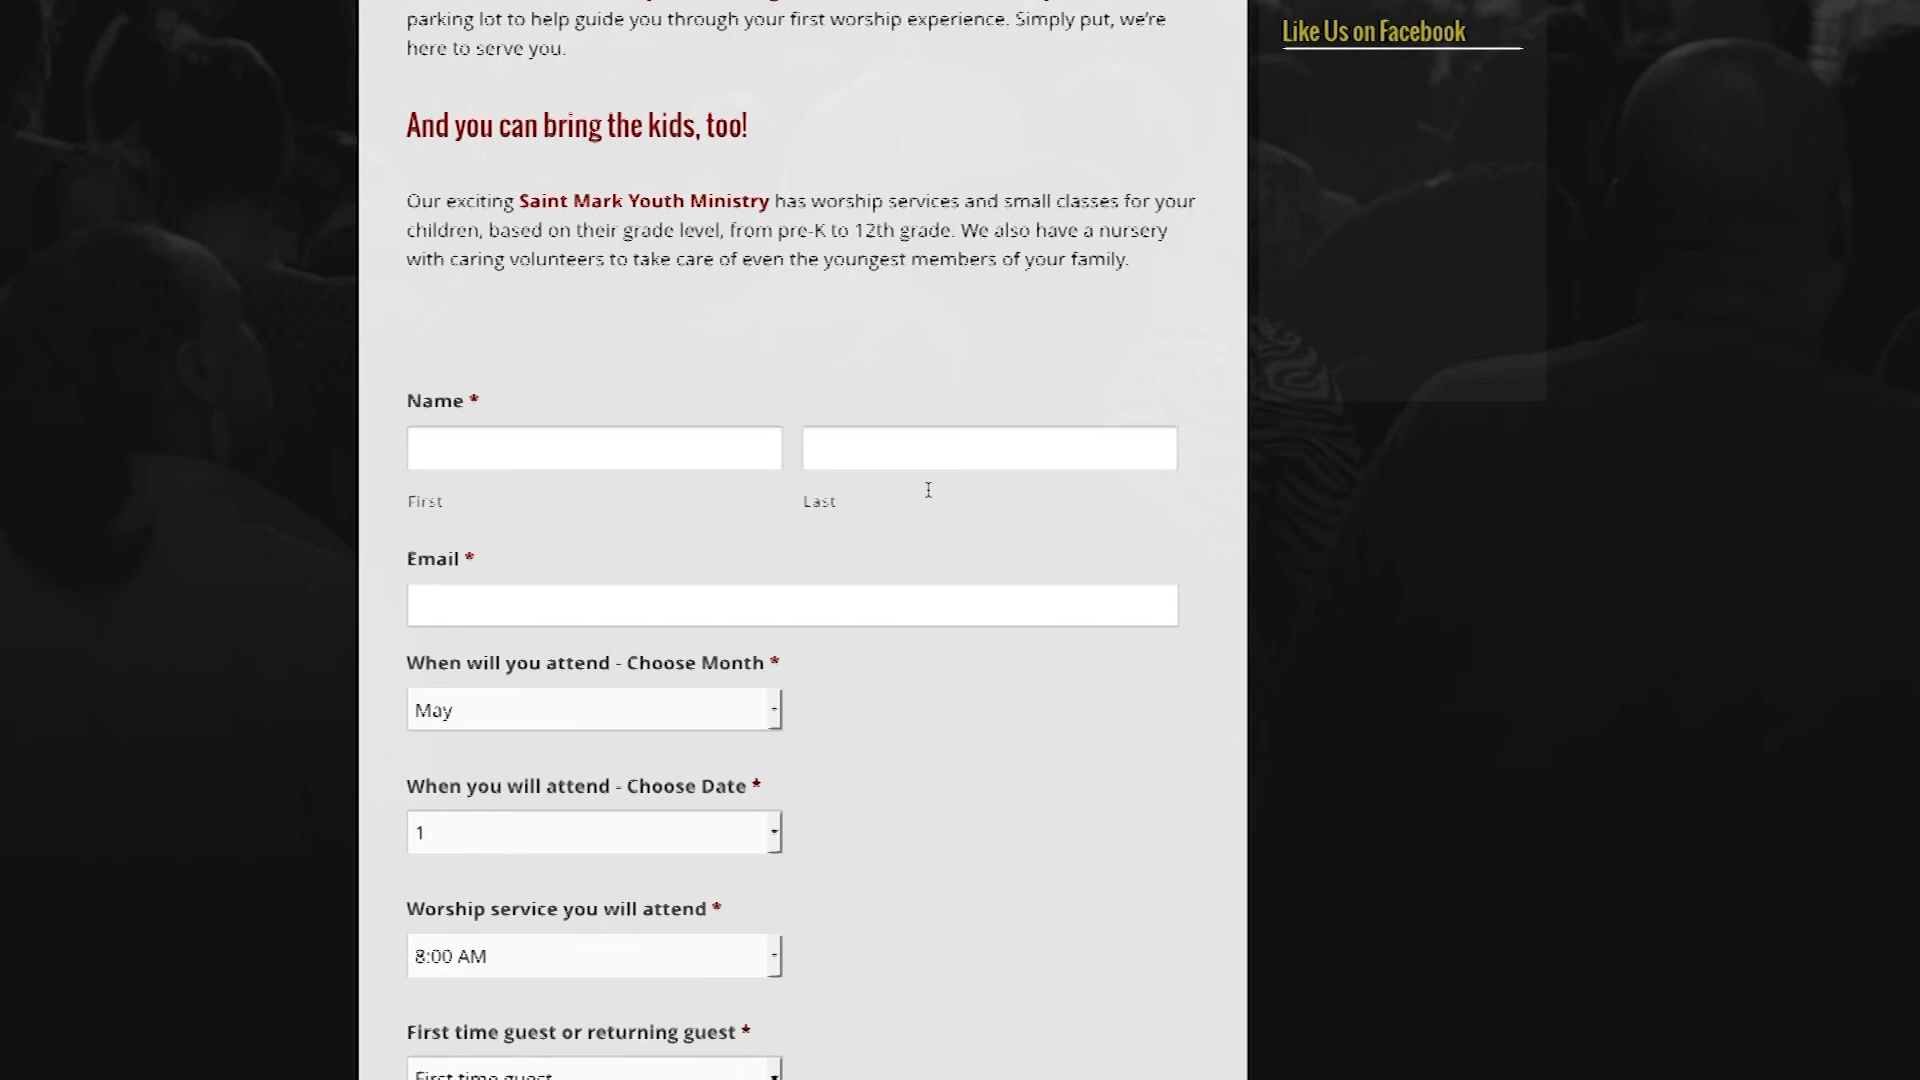 parking lot to help guide you through your first worship experience. Simply put, we're
here to serve you.
Like Us on Facebook
And you can bring the kids, too!
Our exciting Saint Mark Youth Ministry has worship services and small classes for your
children, based on their grade level, from pre-K to 12th grade. We also have a nursery
with caring volunteers to take care of even the youngest members of your family.
Name *
First
Last
Email *
When will you attend - Choose Month *
May
When you will attend - Choose Date *
1
Worship service you will attend *
8:00 AM
First time guest or returning guest *
First time guest